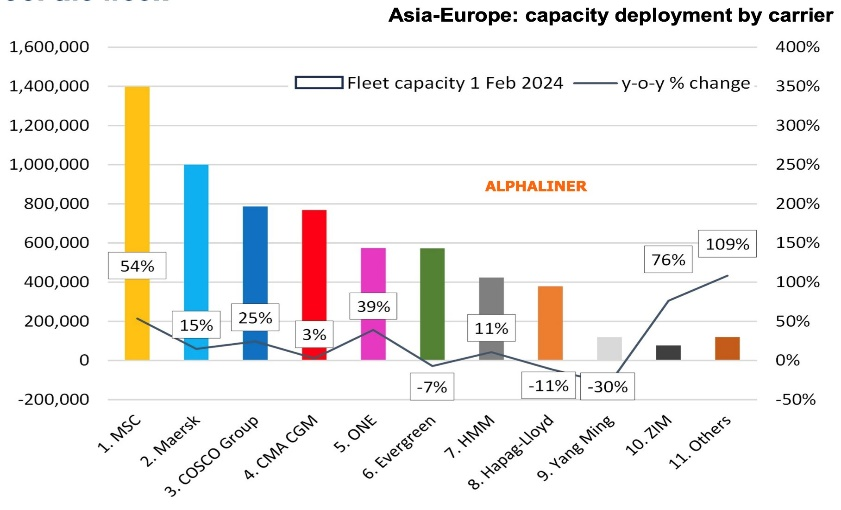 Asia-Europe: capacity deployment by carrier
1,600,000
1,400,000
1,200,000
1,000,000
800,000
600,000
400,000
200,000
0
-200,000
400%
350%
300%
250%
200%
150%
100%
50%
0%
-50%
Fleet capacity 1 Feb 2024
y-o-y % change
ALPHALINER
54%
15%
25%
3%
39%
-7%
11%
-11%
-30%
76%
109%
1. MSC
2. Maersk
3. COSCO Group
4. CMA CGM
5. ONE
6. Evergreen
7. HMM
8. Hapag-Lloyd
9. Yang Ming
10. ZIM
11. Others